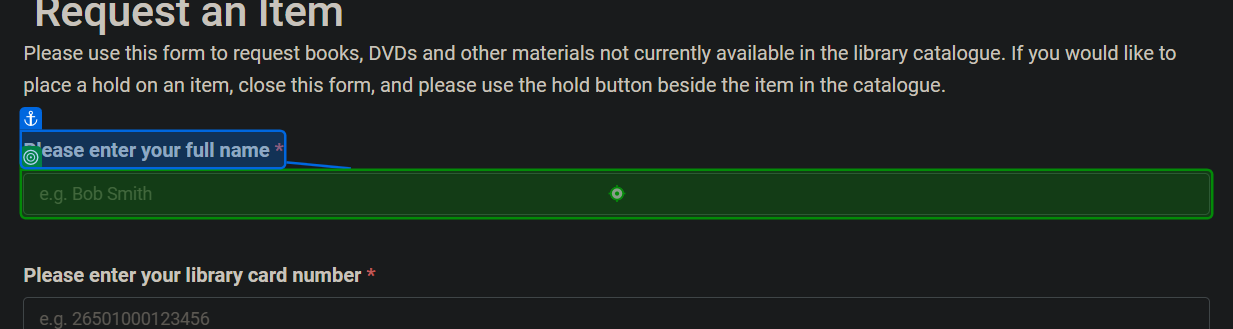 Request an Item
Please use this form to request books, DVDs and other materials not currently available in the library catalogue. If you would like to
place a hold on an item, close this form, and please use the hold button beside the item in the catalogue.
Please enter your full name *
e.g. Bob Smith
Please enter your library card number *
e.g. 26501000123456